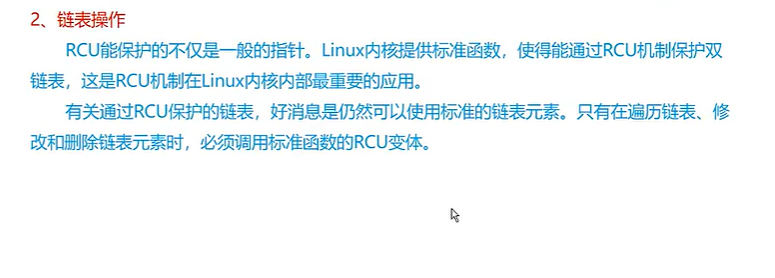 2、链表操作
RCU能保护的不仅是一般的指针。Linux内核提供标准函数，使得能通过RCU机制保护双
链表，这是RCU机制在Linux内核内部最重要的应用。
有关通过RCU保护的链表，好消息是仍然可以使用标准的链表元素。只有在遍历链表、修
改和删除链表元素时，必须调用标准函数的RCU变体。